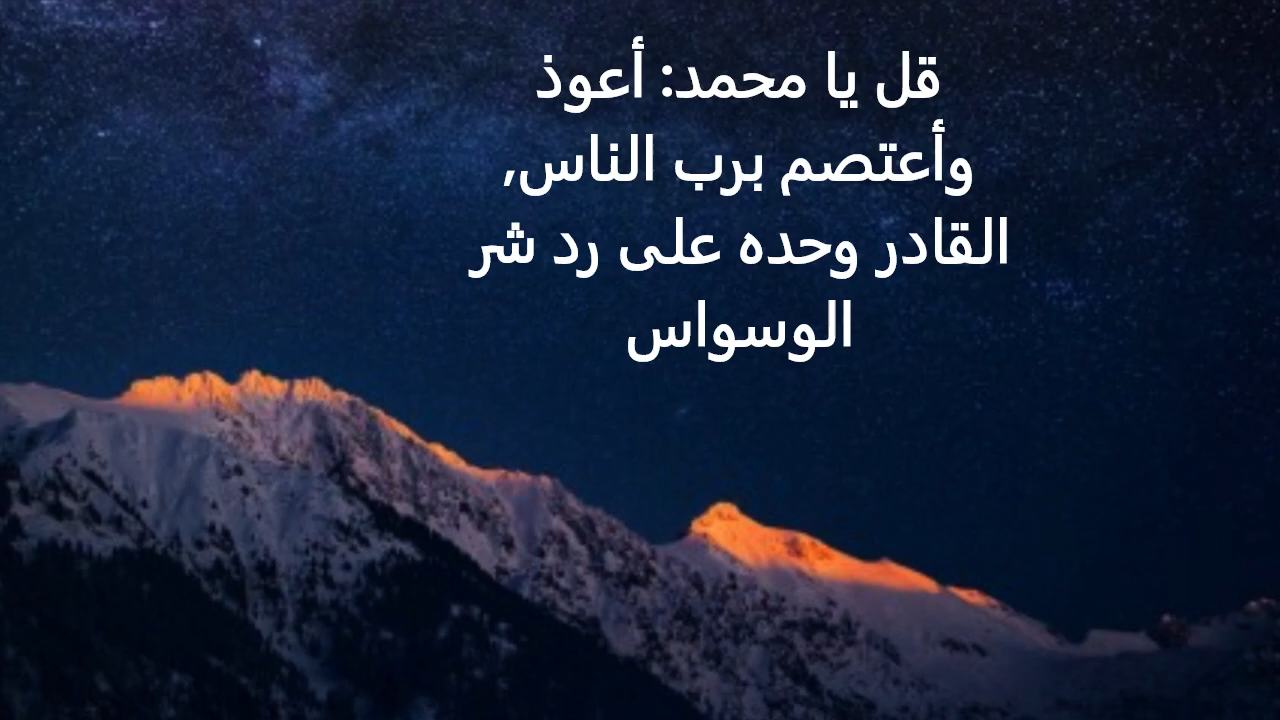 قل يا محمد: أعوذ
وأعتصم برب الناس,
القادر وحده على رد شر
الوسواس